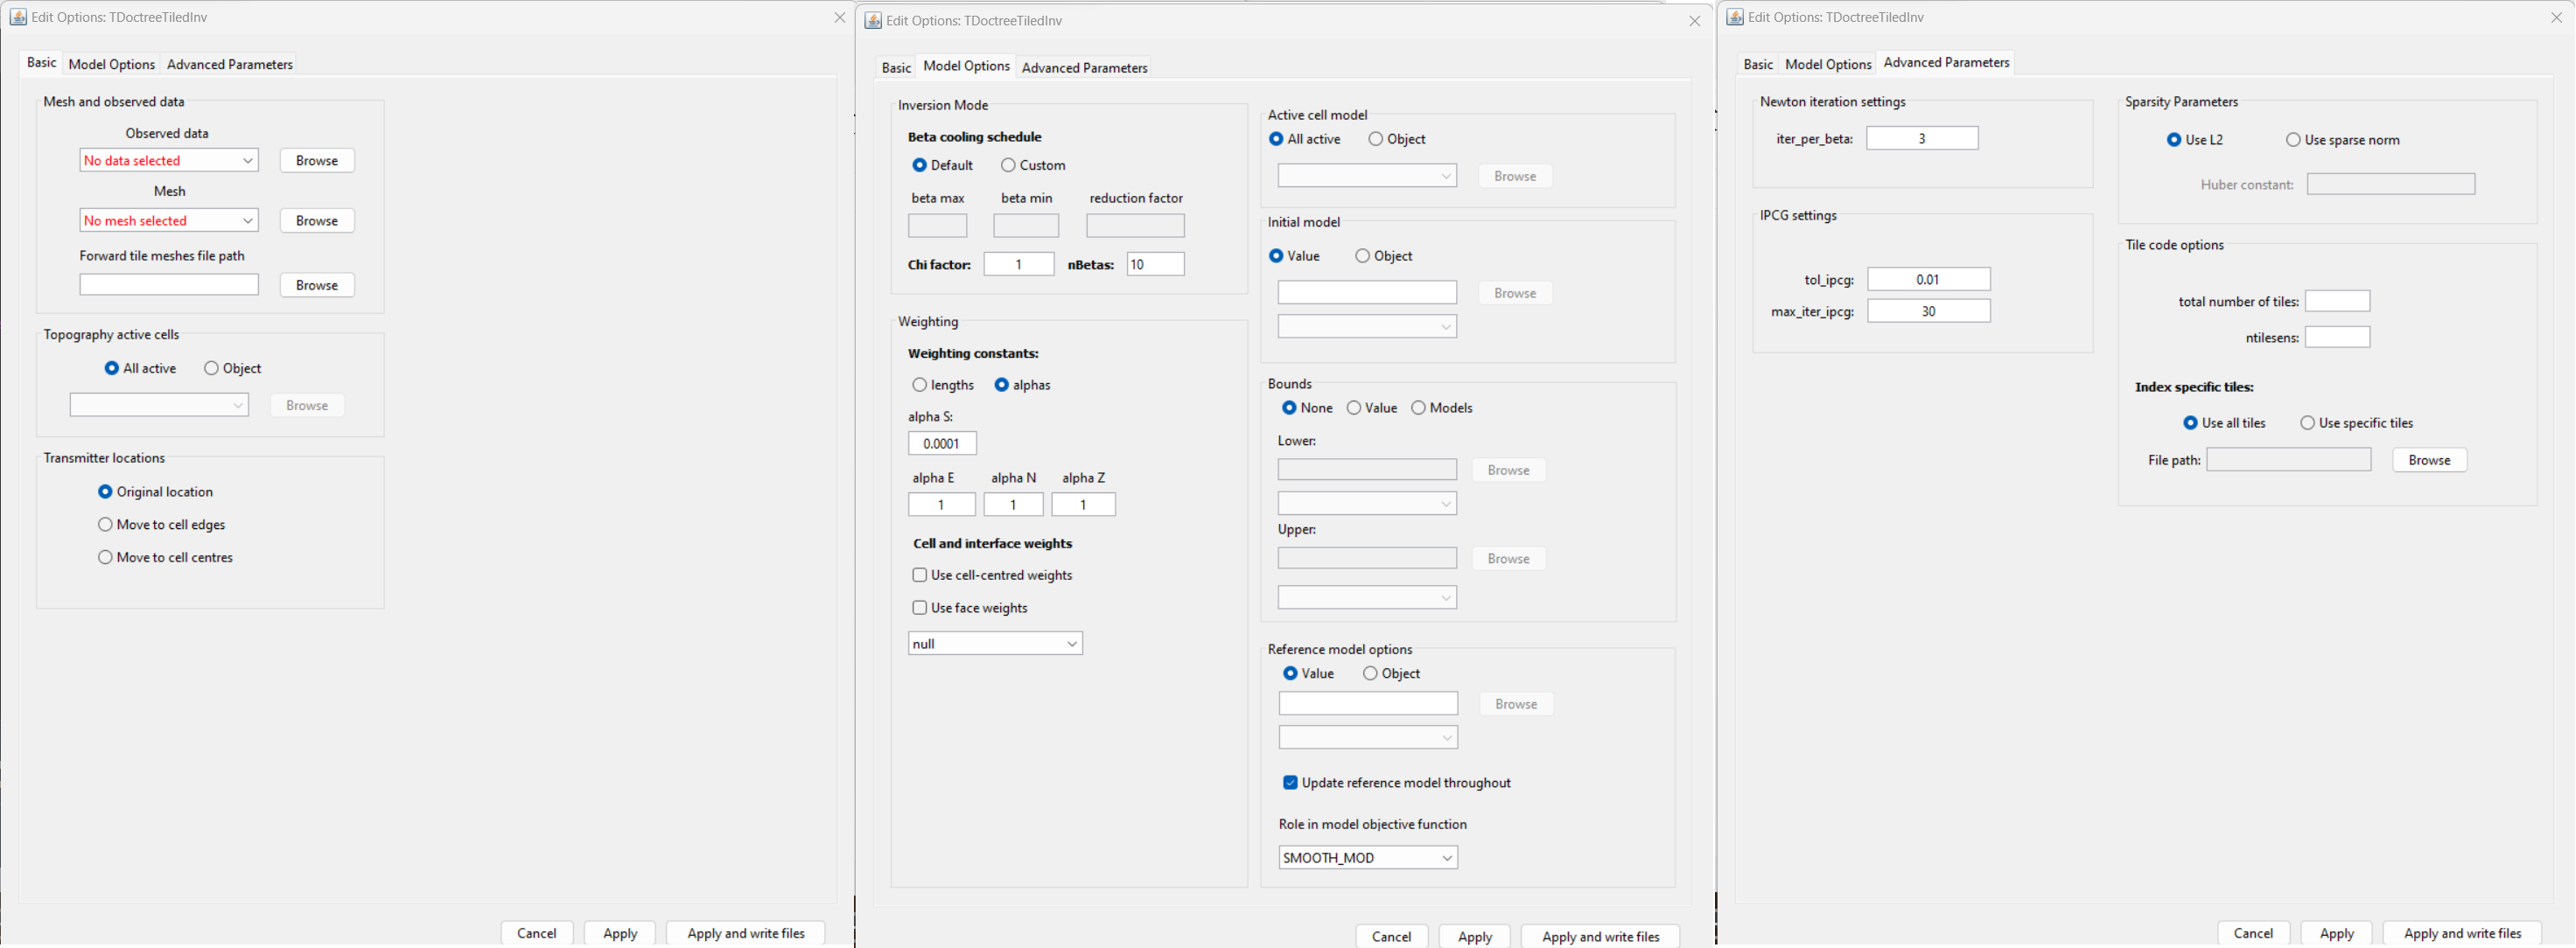 Edit Options: TDoctreeTiledInv
Basic Model Options Advanced Parameters
Mesh and observed data
Observed data
No data selected Browse
Mesh
No mesh selected Browse
Forward tile meshes file path
Browse
Topography active cells
All active Object
Browse
Transmitter locations
Original location
Move to cell edges
Move to cell centres
Cancel Apply Apply and write files
Edit Options: TDoctreeTiledInv
Basic Model Options Advanced Parameters
Inversion Mode
Beta cooling schedule
Default Custom
beta max beta min reduction factor
Chi factor: 1 nBetas: 10
Weighting
Weighting constants:
lengths alphas
alpha S:
0.0001
alpha E alpha N alpha Z
1 1 1
Cell and interface weights
Use cell-centred weights
Use face weights
null
Active cell model
All active Object
Browse
Initial model
Value Object
Browse
Bounds
None Value Models
Lower:
Browse
Upper:
Browse
Reference model options
Value Object
Browse
Update reference model throughout
Role in model objective function
SMOOTH_MOD
Cancel Apply Apply and write files
Edit Options: TDoctreeTiledInv
Basic Model Options Advanced Parameters
Newton iteration settings
iter_per_beta: 3
IPCG settings
tol_ipcg: 0.01
max_iter_ipcg: 30
Sparsity Parameters
Use L2 Use sparse norm
Huber constant:
Tile code options
total number of tiles:
ntilesens:
Index specific tiles:
Use all tiles Use specific tiles
File path: Browse
Cancel Apply Apply and write files